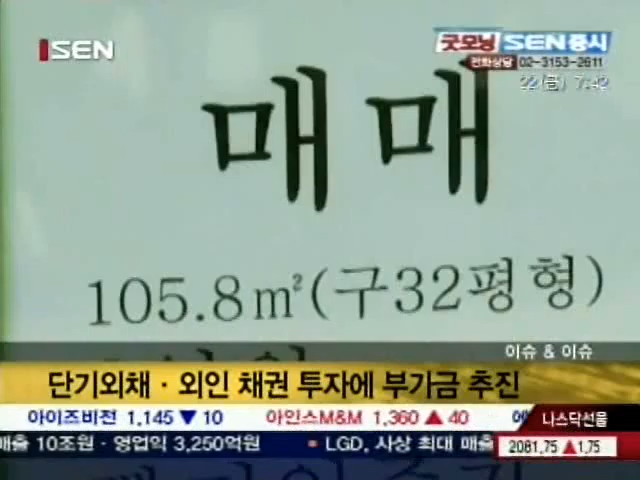 SEN
굿모닝 SEN증시
전화상담 02-3153-2611
22(금) 7:42
매매
105.8㎡(구32평형)
이슈 & 이슈
단기외채 · 외인 채권 투자에 부가금 추진
아이즈비전 1,145 ▼ 10 아인스M&M 1,360 ▲ 40
나스닥선물
매출 10조원 · 영업익 3,250억원 ▪ LGD, 사상 최대 매출
2081.75 ▲1.75